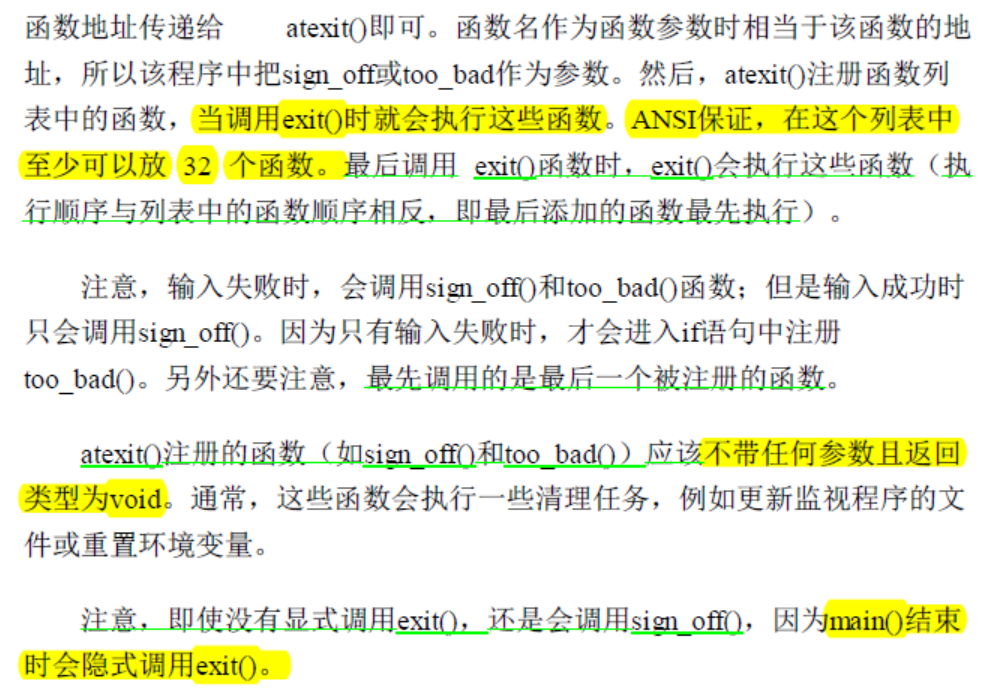 函数地址传递给 atexit()即可。函数名作为函数参数时相当于该函数的地
址，所以该程序中把sign_off或too_bad作为参数。然后，atexit()注册函数列
表中的函数，当调用exit()时就会执行这些函数。ANSI保证，在这个列表中
至少可以放 32 个函数。最后调用 exit()函数时，exit()会执行这些函数（执
行顺序与列表中的函数顺序相反，即最后添加的函数最先执行）。
注意，输入失败时，会调用sign_off()和too_bad()函数；但是输入成功时
只会调用sign_off()。因为只有输入失败时，才会进入if语句中注册
too_bad()。另外还要注意，最先调用的是最后一个被注册的函数。
atexit()注册的函数（如sign_off()和too_bad()）应该不带任何参数且返回
类型为void。通常，这些函数会执行一些清理任务，例如更新监视程序的文
件或重置环境变量。
注意，即使没有显式调用exit()，还是会调用sign_off()，因为main()结束
时会隐式调用exit()。